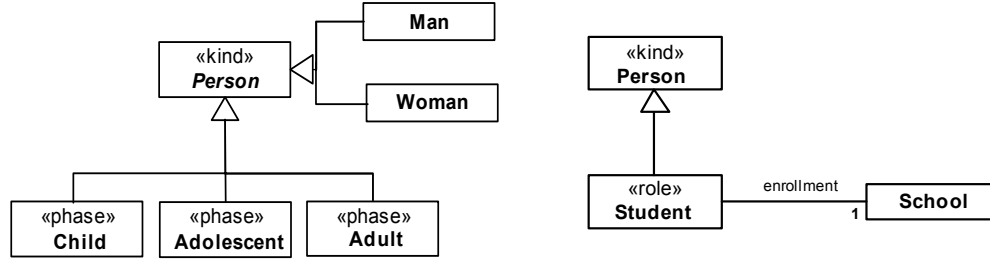 Man
«kind»
Person
Woman
«phase»
Child
«phase»
Adolescent
«phase»
Adult
«kind»
Person
«role»
Student
enrollment
1
School